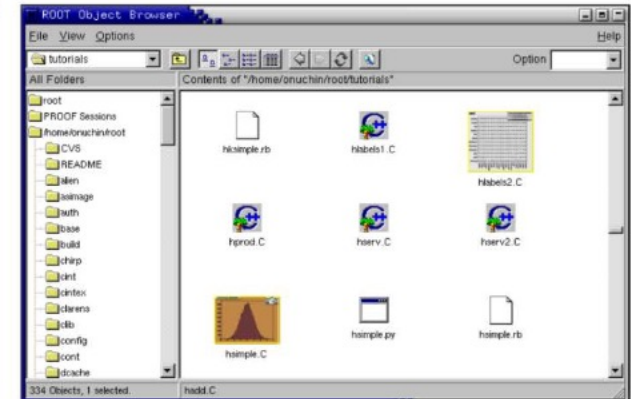 ROOT Object Browser
File View Options Help
tutorials Option
All Folders Contents of "/home/onuchin/root/tutorials"
root
PROOF Sessions
/home/onuchin/root
CVS
README
alien
asimage
auth
base
build
chirp
cint
cintex
clarens
clib
config
cont
dcache
hksimple.rb hlabels1.C hlabels2.C
hprod.C hserv.C hserv2.C
hsimple.C hsimple.py hsimple.rb
334 Objects, 1 selected. hadd.C